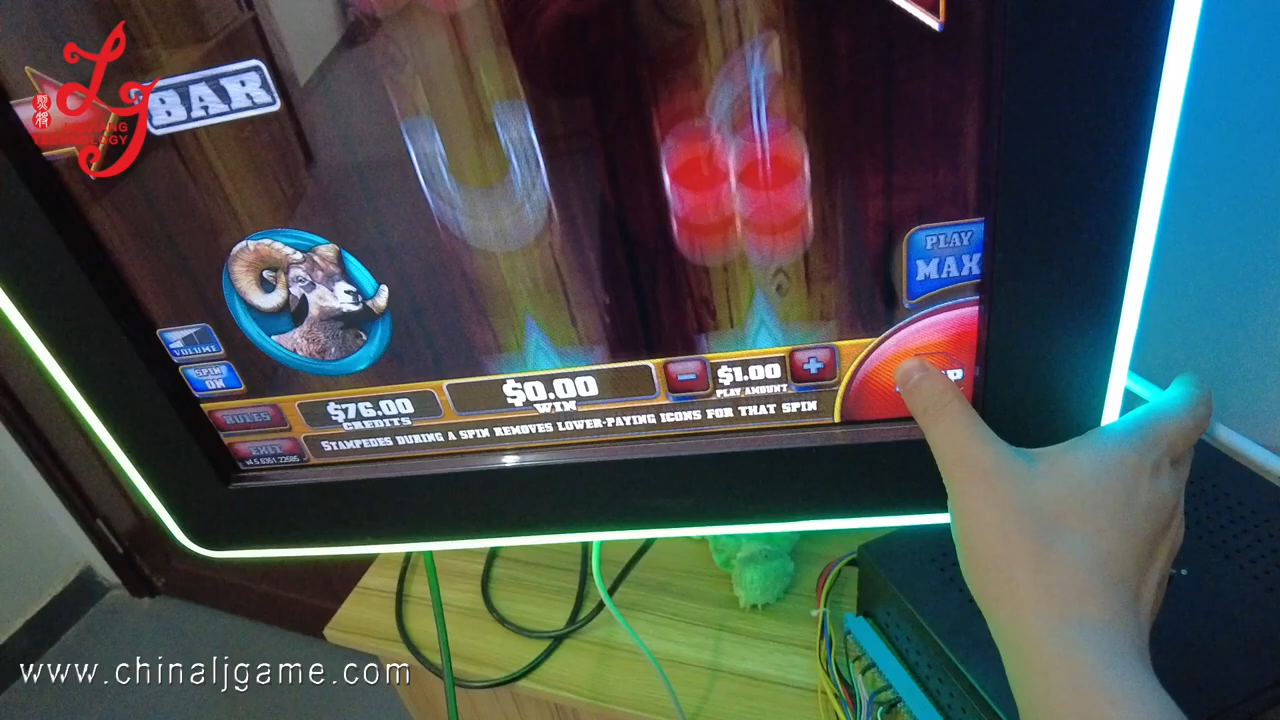 BAR
PLAY
MAX
VOLUME
SPIN
ON
RULES
EXIT
$76.00
CREDITS
$0.00
WIN
-
$1.00
PLAY AMOUNT
+
STAMPEDES DURING A SPIN REMOVES LOWER-PAYING ICONS FOR THAT SPIN
www.chinaljgame.com